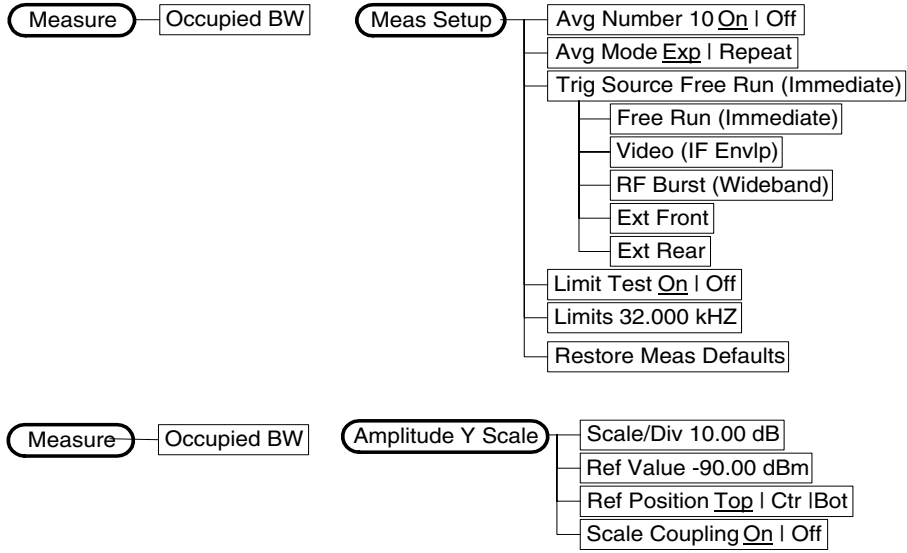 Measure
Occupied BW
Meas Setup
Avg Number 10 On | Off
Avg Mode Exp | Repeat
Trig Source Free Run (Immediate)
Free Run (Immediate)
Video (IF Envlp)
RF Burst (Wideband)
Ext Front
Ext Rear
Limit Test On | Off
Limits 32.000 kHZ
Restore Meas Defaults
Measure
Occupied BW
Amplitude Y Scale
Scale/Div 10.00 dB
Ref Value -90.00 dBm
Ref Position Top | Ctr |Bot
Scale Coupling On | Off